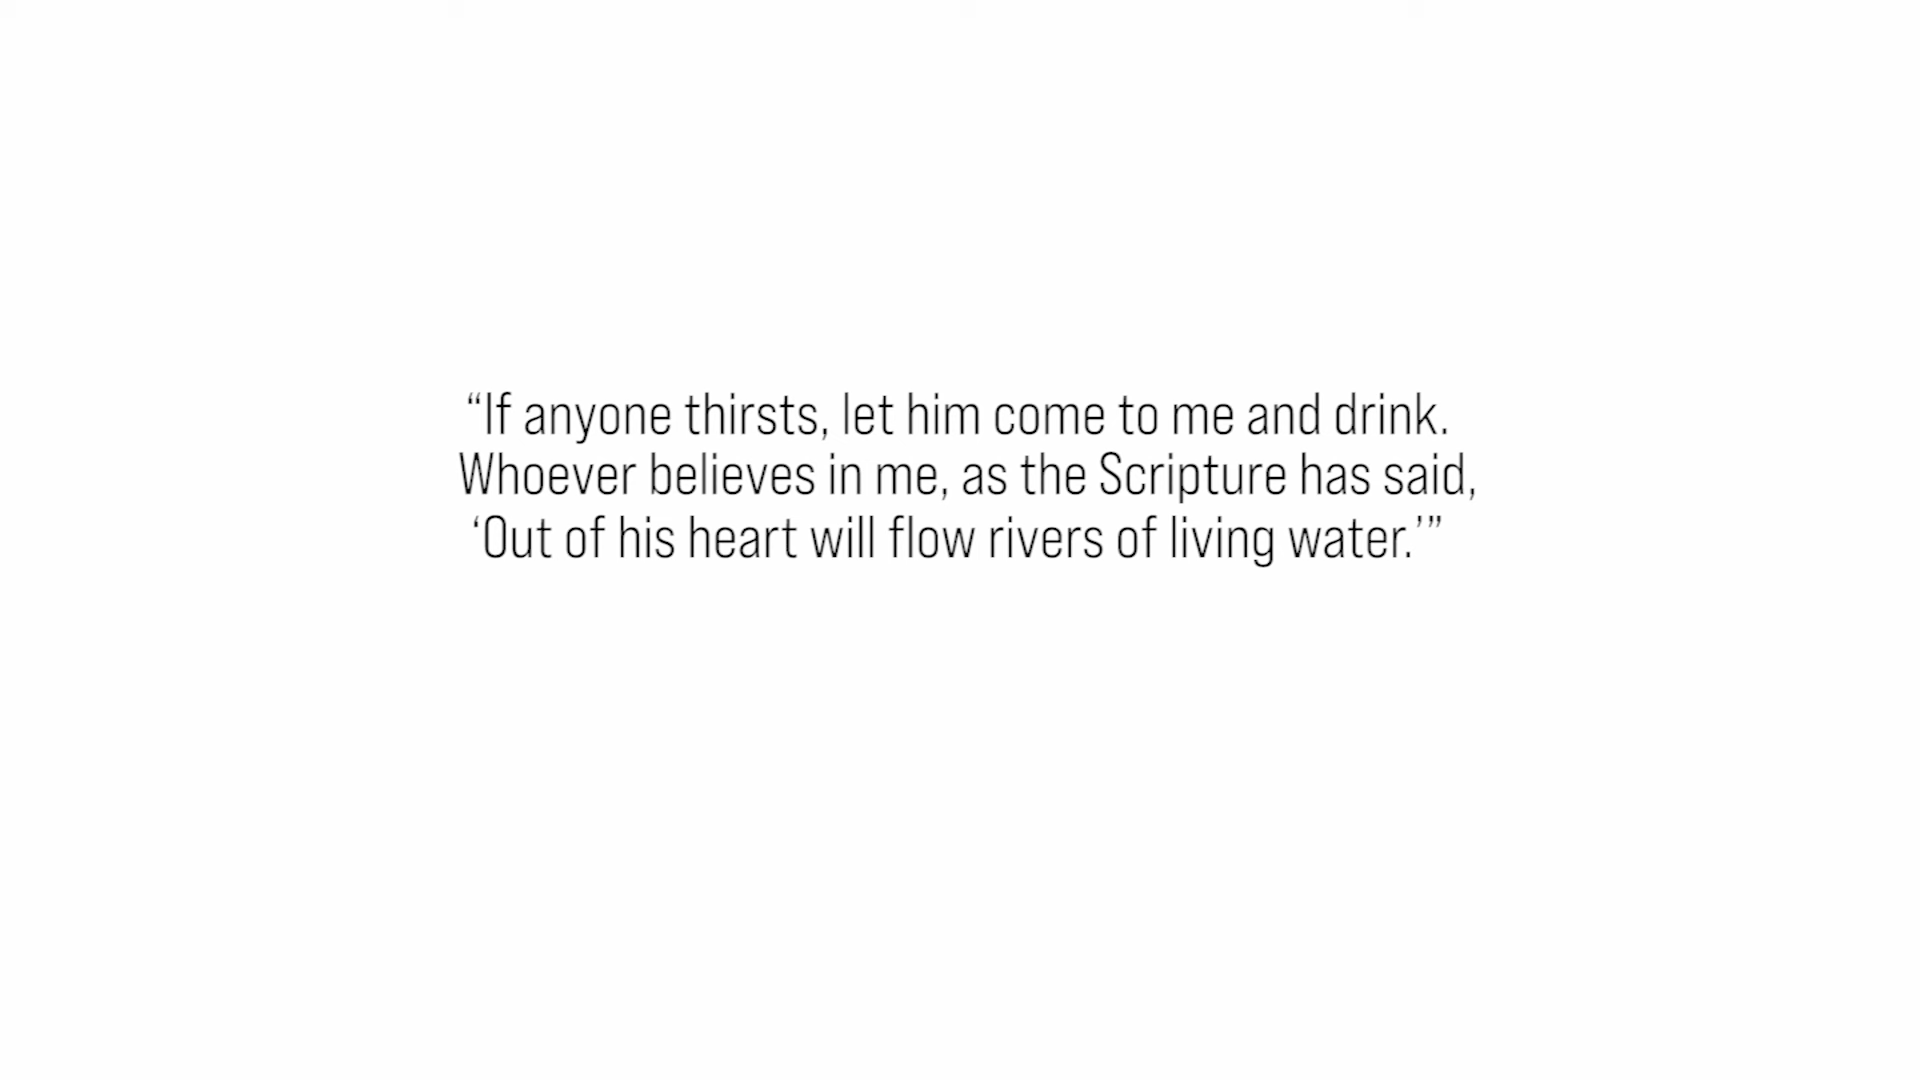 “If anyone thirsts, let him come to me and drink.
Whoever believes in me, as the Scripture has said,
‘Out of his heart will flow rivers of living water.’”